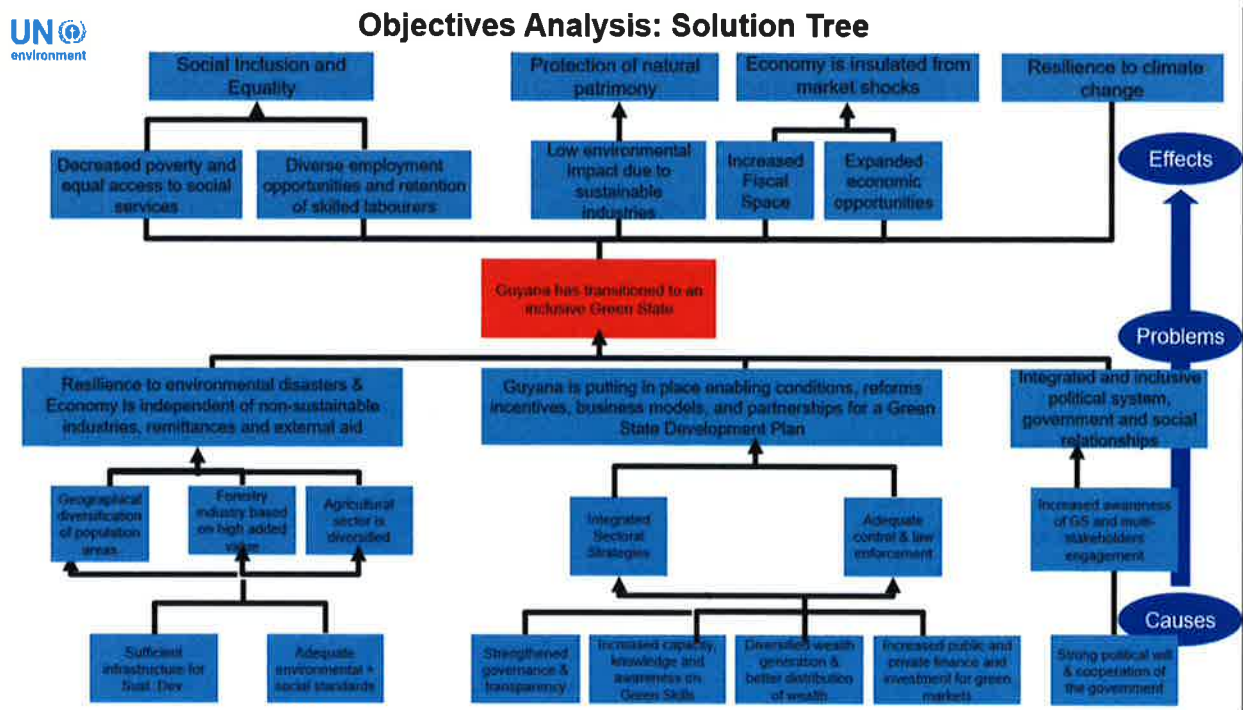 Objectives Analysis: Solution Tree
UN
environment
Social Inclusion and
Equality
Protection of natural
patrimony
Economy is insulated from
market shocks
Resilience to climate
change
Decreased poverty and
equal access to social
services
Diverse employment
opportunities and retention
of skilled labourers
Low environmental
Impact due to
sustainable
industries
Increased
Fiscal
Space
Expanded
economic
opportunities
Effects
Guyana has transitioned to an
inclusive Green State
Problems
Resilience to environmental disasters &
Economy is independent of non-sustainable
industries, remittances and external aid
Guyana is putting in place enabling conditions, reforms
incentives, business models, and partnerships for a Green
State Development Plan
Integrated and inclusive
political system,
government and social
relationships
Geographical
diversification
of population
areas
Forestry
industry based
on high added
value
Agricultural
sector is
diversified
Integrated
Sectoral
Strategies
Adequate
control & law
enforcement
Increased awareness
of GS and multi-
stakeholders
engagement
Causes
Sufficient
infrastructure for
Sust. Dev
Adequate
environmental +
social standards
Strengthened
governance &
transparency
Increased capacity,
knowledge and
awareness on
Green Skills
Diversified wealth
generation &
better distribution
of wealth
Increased public and
private finance and
investment for green
markets
Strong political will
& cooperation of
the government